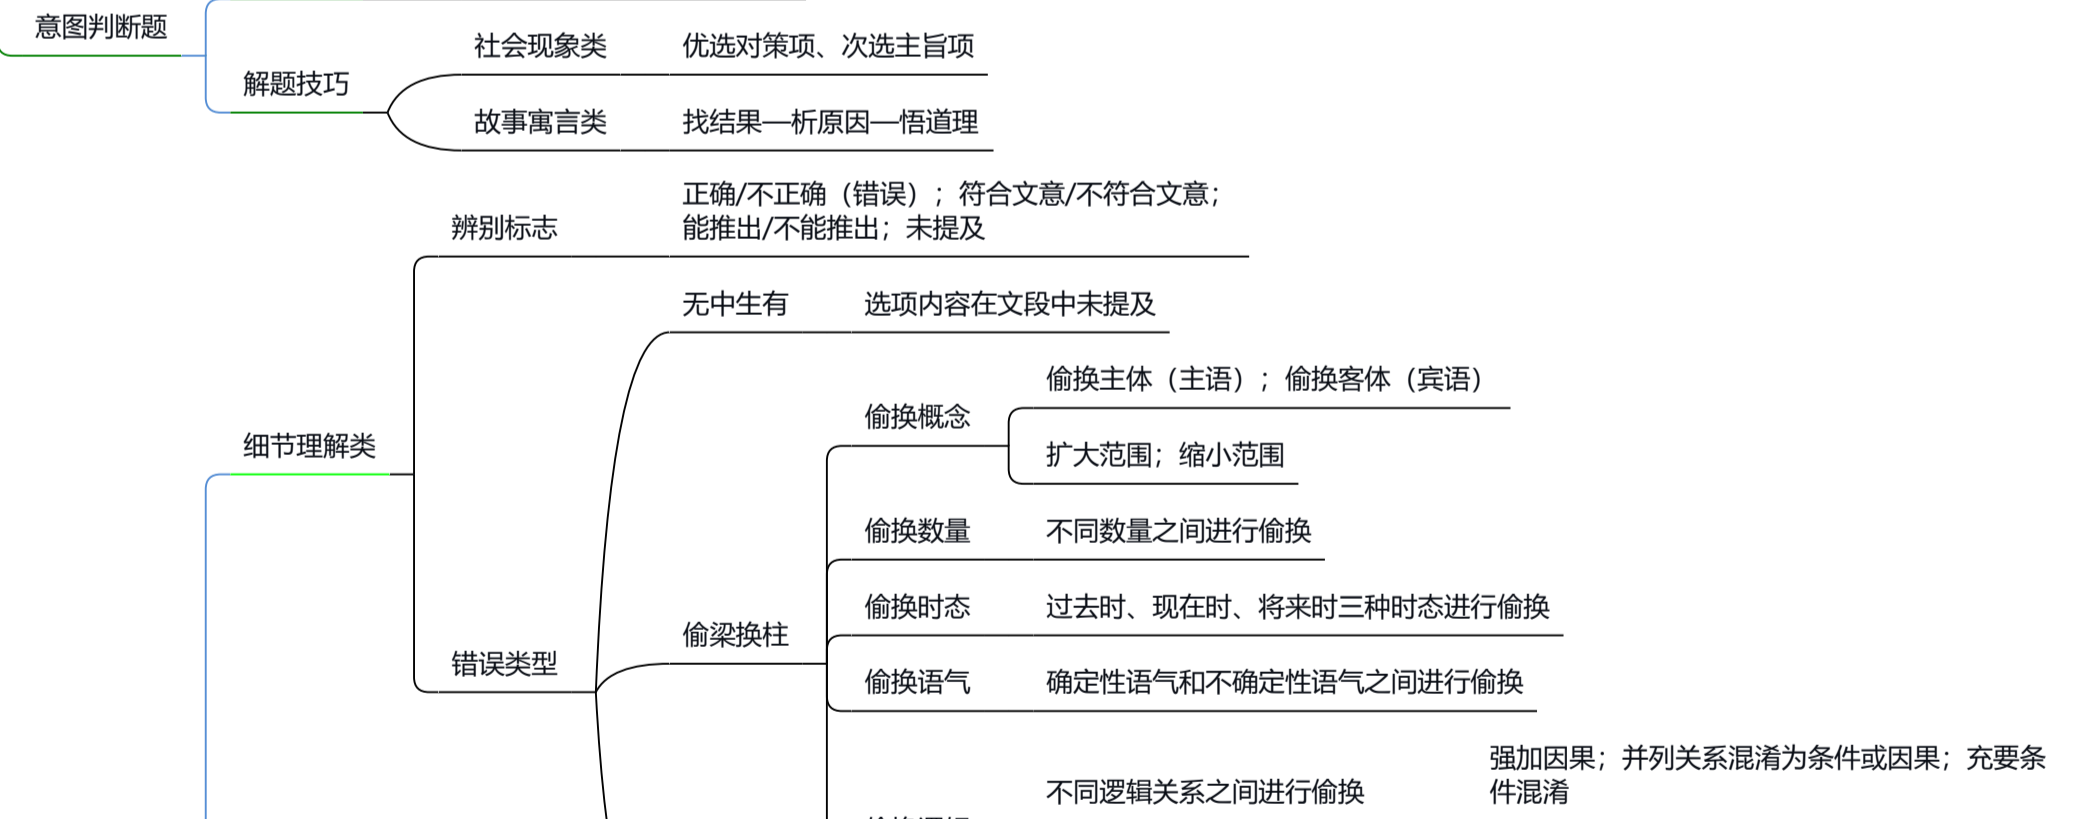 意图判断题
解题技巧
社会现象类
优选对策项、次选主旨项
故事寓言类
找结果—析原因—悟道理
细节理解类
辨别标志
正确/不正确（错误）；符合文意/不符合文意；
能推出/不能推出；未提及
错误类型
无中生有
选项内容在文段中未提及
偷梁换柱
偷换概念
偷换主体（主语）；偷换客体（宾语）
扩大范围；缩小范围
偷换数量
不同数量之间进行偷换
偷换时态
过去时、现在时、将来时三种时态进行偷换
偷换语气
确定性语气和不确定性语气之间进行偷换
不同逻辑关系之间进行偷换
强加因果；并列关系混淆为条件或因果；充要条
件混淆